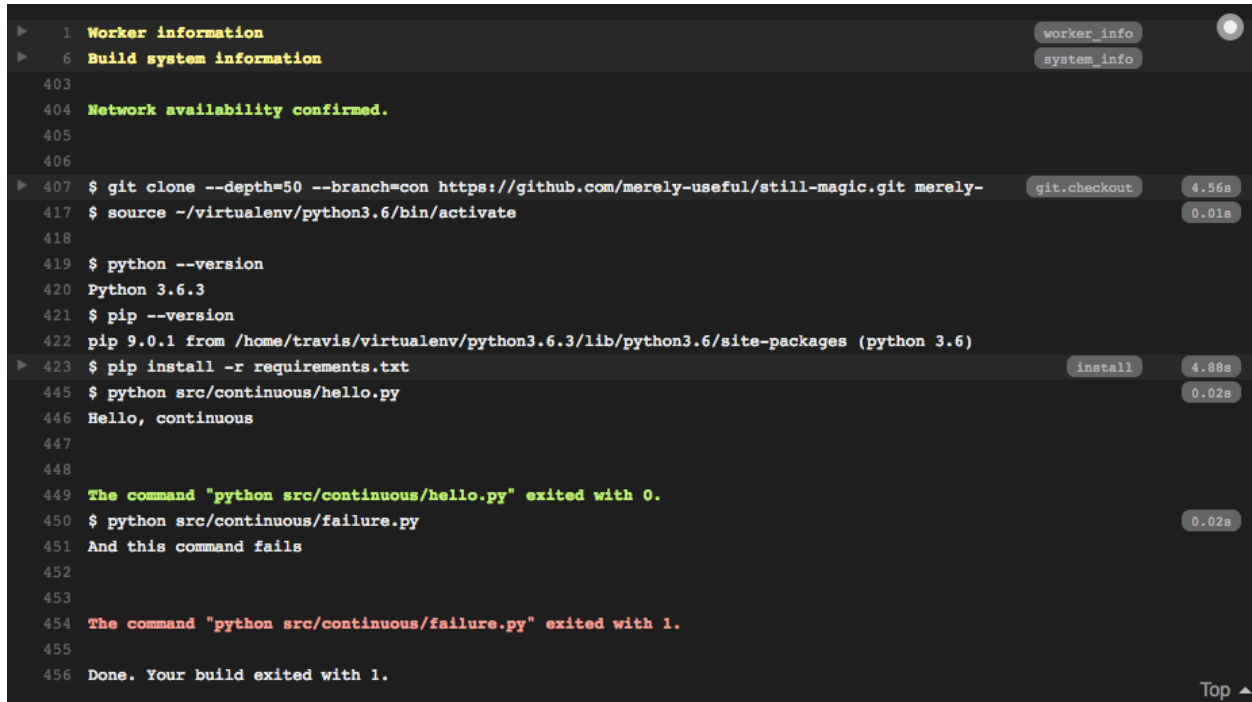 1 Worker information worker_info
6 Build system information system_info
403
404 Network availability confirmed.
405
406
407 $ git clone --depth=50 --branch=con https://github.com/merely-useful/still-magic.git merely- git.checkout 4.56s
417 $ source ~/virtualenv/python3.6/bin/activate 0.01s
418
419 $ python --version
420 Python 3.6.3
421 $ pip --version
422 pip 9.0.1 from /home/travis/virtualenv/python3.6.3/lib/python3.6/site-packages (python 3.6)
423 $ pip install -r requirements.txt install 4.88s
445 $ python src/continuous/hello.py 0.02s
446 Hello, continuous
447
448
449 The command "python src/continuous/hello.py" exited with 0.
450 $ python src/continuous/failure.py 0.02s
451 And this command fails
452
453
454 The command "python src/continuous/failure.py" exited with 1.
455
456 Done. Your build exited with 1.
Top